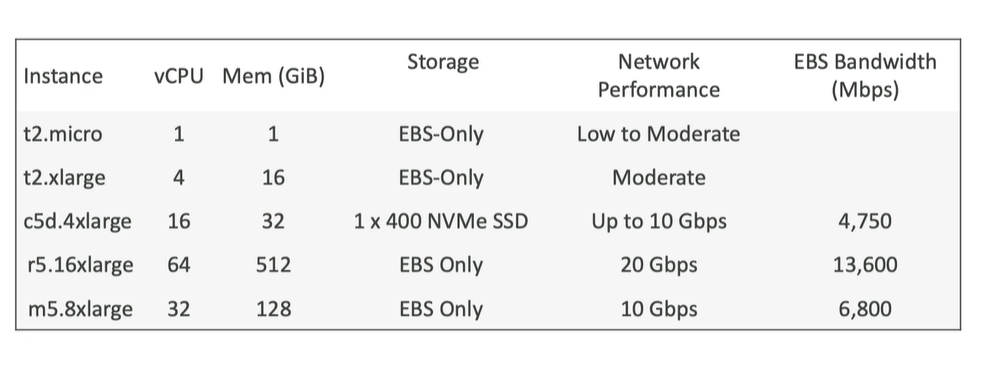 Instance vCPU Mem (GiB) Storage Network Performance EBS Bandwidth (Mbps)
t2.micro 1 1 EBS-Only Low to Moderate
t2.xlarge 4 16 EBS-Only Moderate
c5d.4xlarge 16 32 1 x 400 NVMe SSD Up to 10 Gbps 4,750
r5.16xlarge 64 512 EBS Only 20 Gbps 13,600
m5.8xlarge 32 128 EBS Only 10 Gbps 6,800